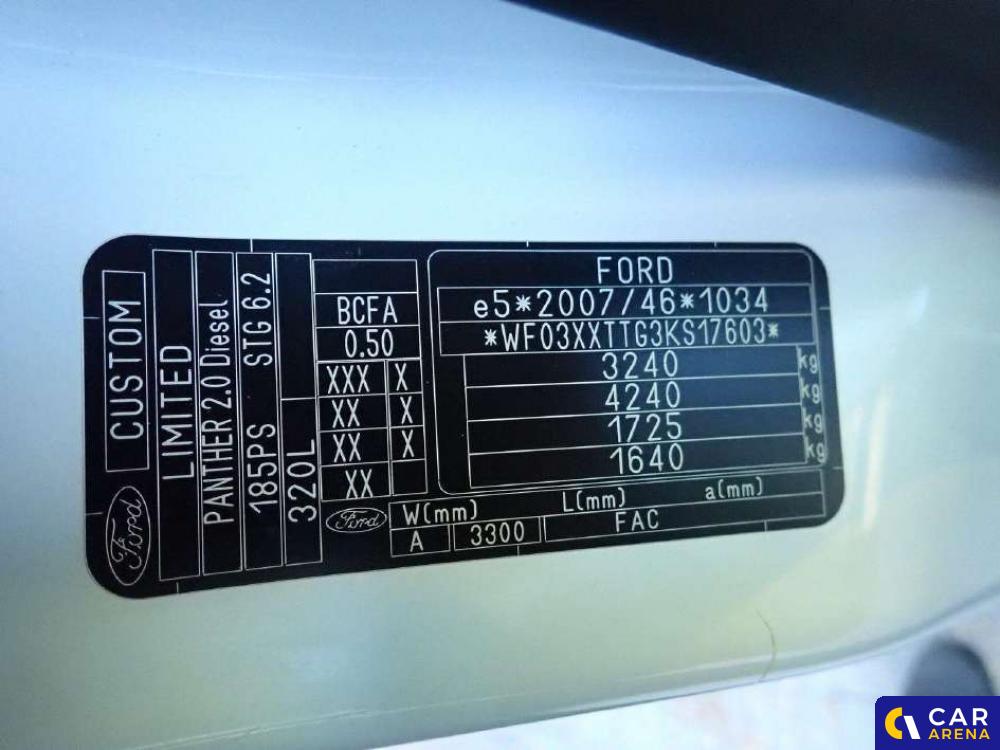 CUSTOM
Ford
LIMITED
PANTHER 2.0 Diesel
185PS STG 6.2
320L
BCFA
0.50
XXX X
XX X
XX X
XX
FORD
e5*2007/46*1034
*WF03XXTTG3KS17603*
3240 kg
4240 kg
1725 kg
1640 kg
Ford
W(mm) L(mm) a(mm)
A 3300 FAC
CAR
ARENA